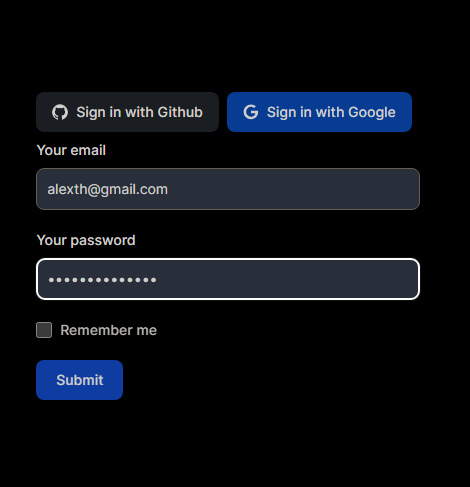 Sign in with Github
Sign in with Google
Your email
alexth@gmail.com
Your password
••••••••••••••
Remember me
Submit